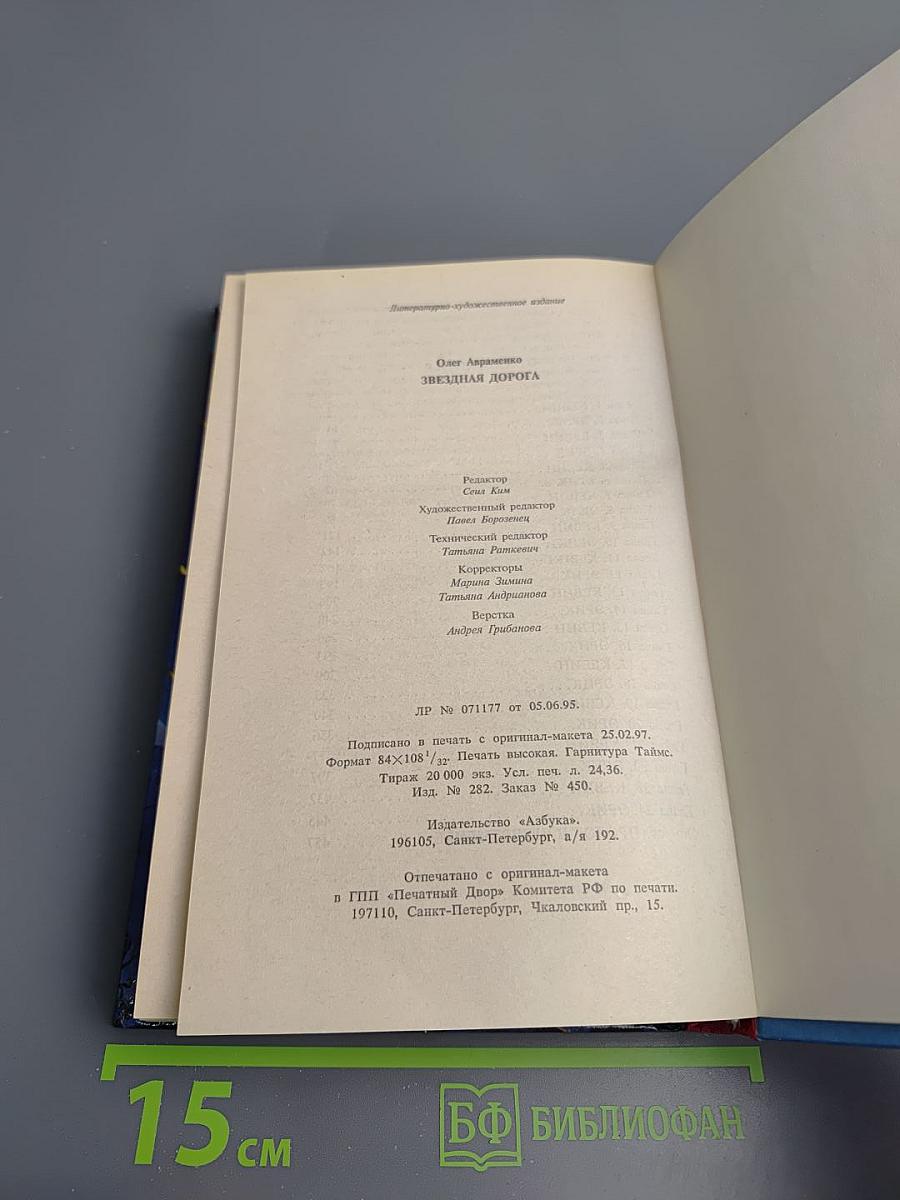 Литературно-художественное издание
Олег Авраменко
ЗВЕЗДНАЯ ДОРОГА
Редактор
Сеил Ким
Художественный редактор
Павел Борозенец
Технический редактор
Татьяна Раткевич
Корректоры
Марина Зимина
Татьяна Андрианова
Верстка
Андрея Грибанова
ЛР № 071177 от 05.06.95.
Подписано в печать с оригинал-макета 25.02.97.
Формат 84×108 1/32. Печать высокая. Гарнитура Таймс.
Тираж 20 000 экз. Усл. печ. л. 24,36.
Изд. № 282. Заказ № 450.
Издательство «Азбука».
196105, Санкт-Петербург, а/я 192.
Отпечатано с оригинал-макета
в ГПП «Печатный Двор» Комитета РФ по печати.
197110, Санкт-Петербург, Чкаловский пр., 15.
15 см
БФ БИБЛИОФАН